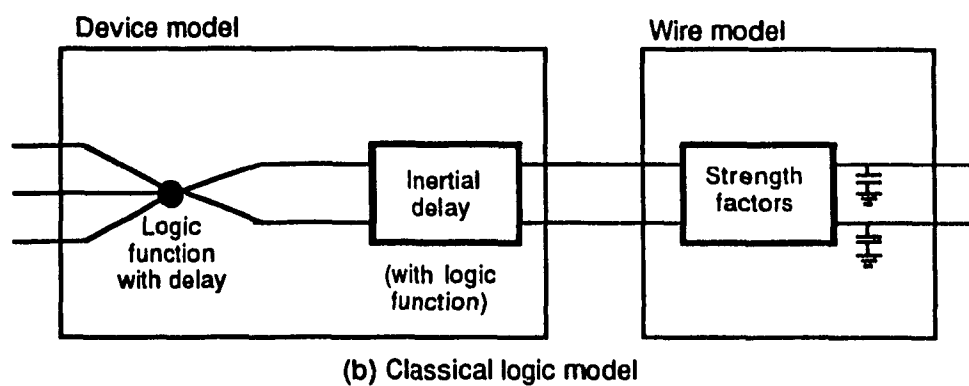 Device model
Wire model
Logic
function
with delay
Inertial
delay
(with logic
function)
Strength
factors
(b) Classical logic model